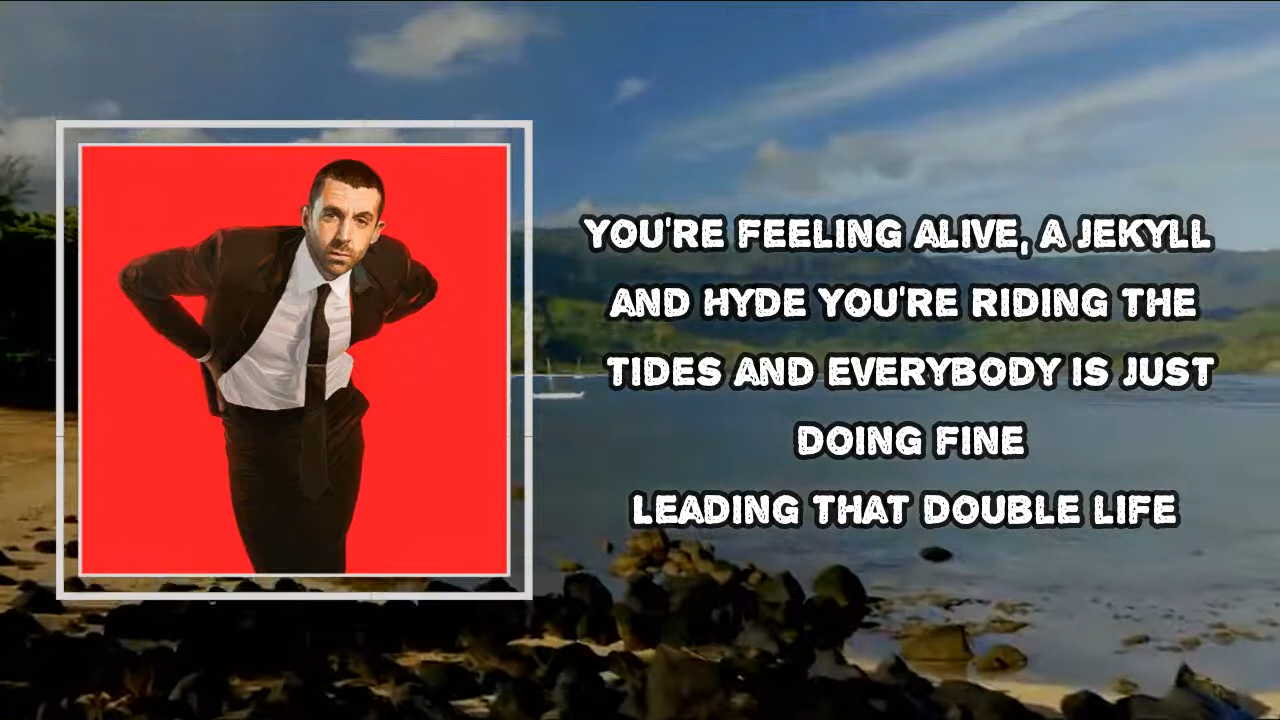 YOU'RE FEELING ALIVE, A JEKYLL
AND HYDE YOU'RE RIDING THE
TIDES AND EVERYBODY IS JUST
DOING FINE
LEADING THAT DOUBLE LIFE